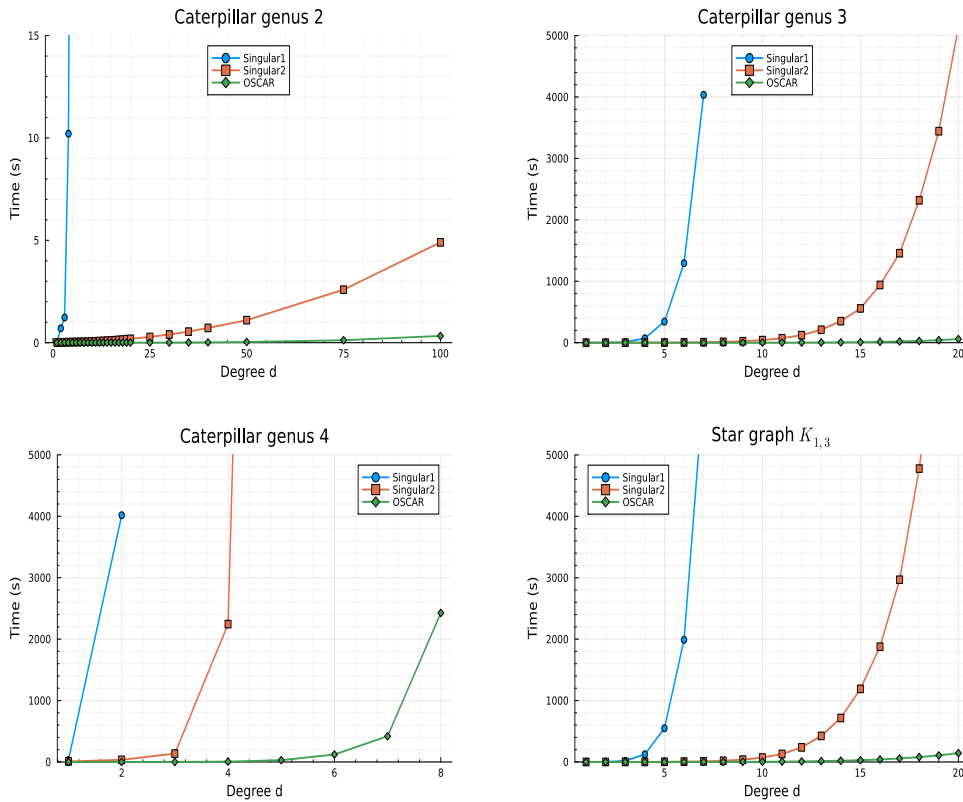 Caterpillar genus 2
15
10
5
0
Time (s)
0
25
50
75
100
Degree d
Singular1
Singular2
OSCAR
Caterpillar genus 3
5000
4000
3000
2000
1000
0
Time (s)
5
10
15
20
Degree d
Singular1
Singular2
OSCAR
Caterpillar genus 4
5000
4000
3000
2000
1000
0
Time (s)
2
4
6
8
Degree d
Singular1
Singular2
OSCAR
Star graph K_{1,3}
5000
4000
3000
2000
1000
0
Time (s)
5
10
15
20
Degree d
Singular1
Singular2
OSCAR